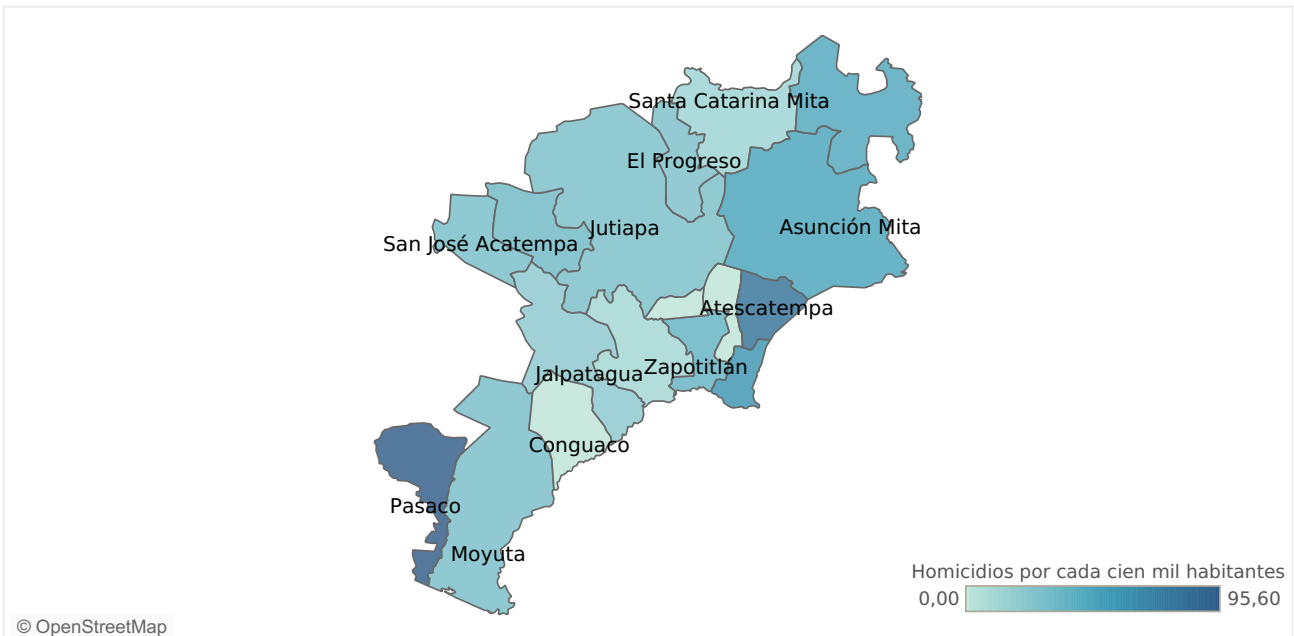 Santa Catarina Mita
El Progreso
Jutiapa
Asunción Mita
San José Acatempa
Atescatempa
Zapotitlán
Jalpatagua
Conguaco
Pasaco
Moyuta
Homicidios por cada cien mil habitantes
0,00 95,60
© OpenStreetMap